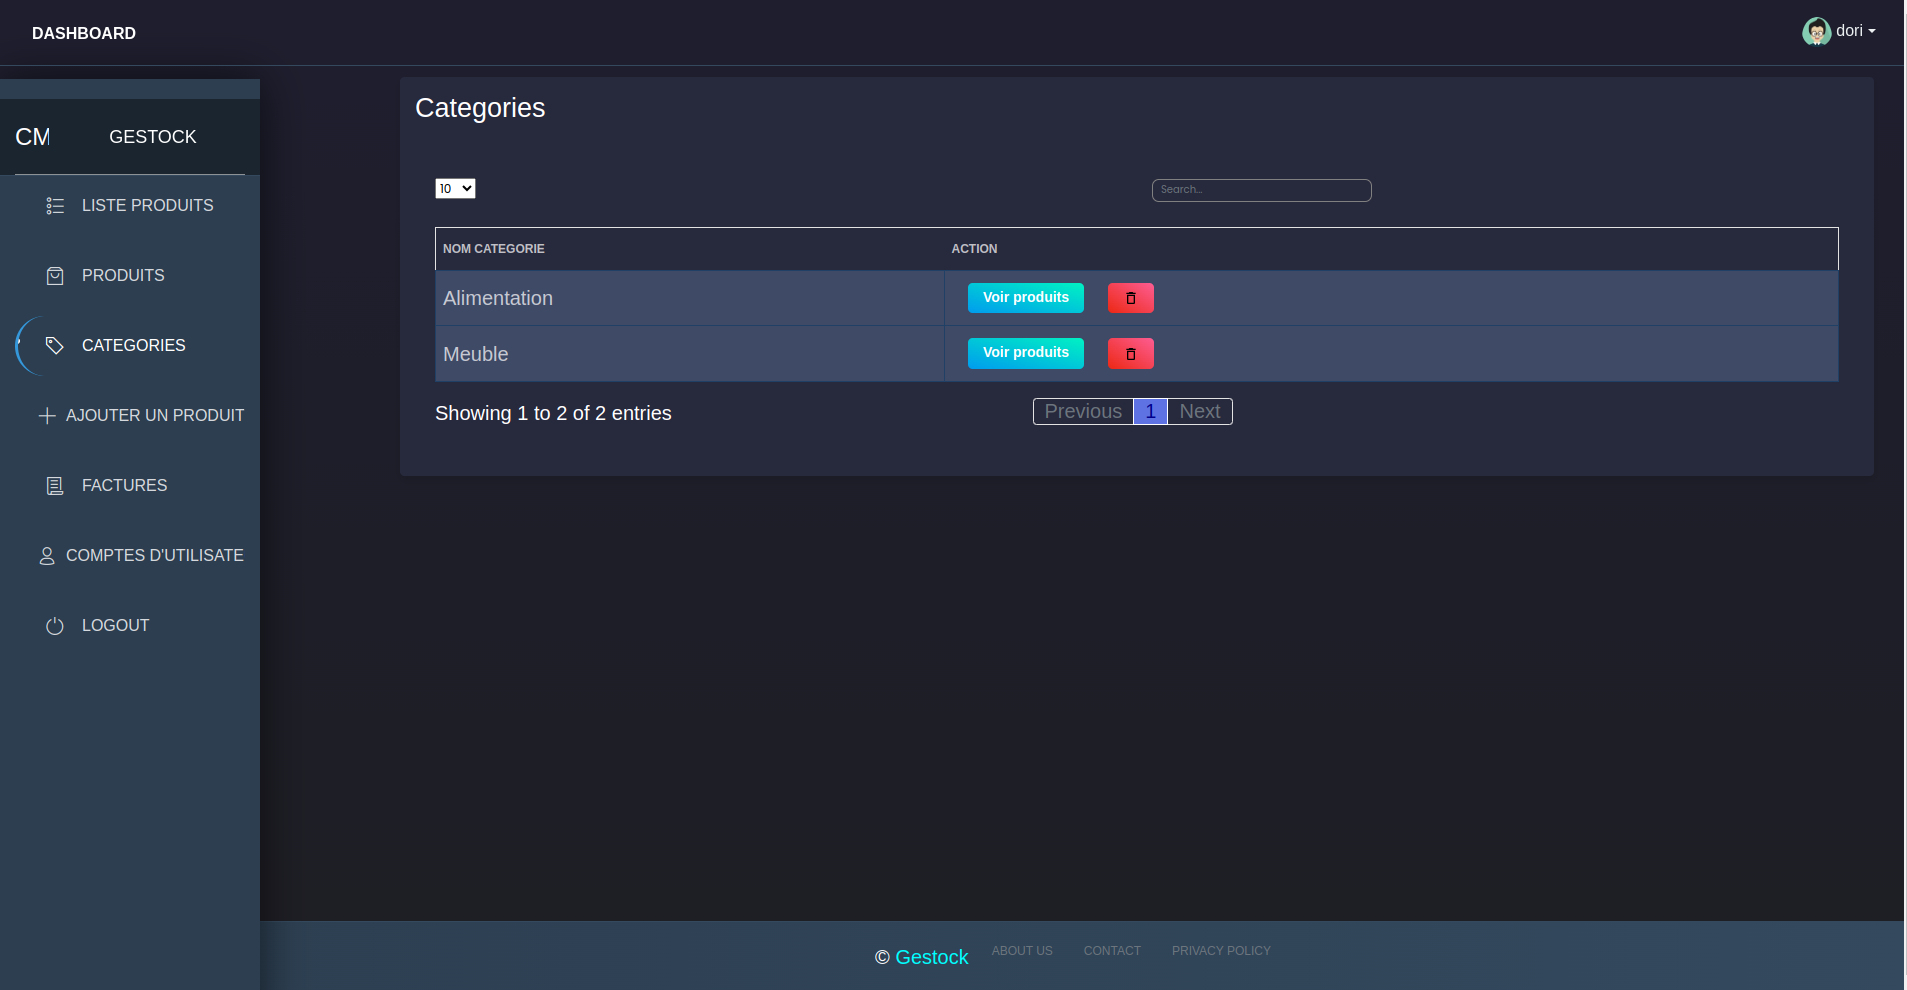 DASHBOARD
dori
CM GESTOCK
LISTE PRODUITS
PRODUITS
CATEGORIES
AJOUTER UN PRODUIT
FACTURES
COMPTES D'UTILISATE
LOGOUT
Categories
10
Search...
NOM CATEGORIE ACTION
Alimentation Voir produits
Meuble Voir produits
Showing 1 to 2 of 2 entries
Previous 1 Next
© Gestock ABOUT US CONTACT PRIVACY POLICY